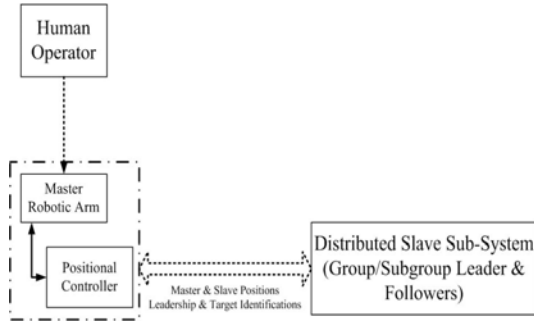 Human
Operator
Master
Robotic Arm
Positional
Controller
Master & Slave Positions
Leadership & Target Identifications
Distributed Slave Sub-System
(Group/Subgroup Leader &
Followers)